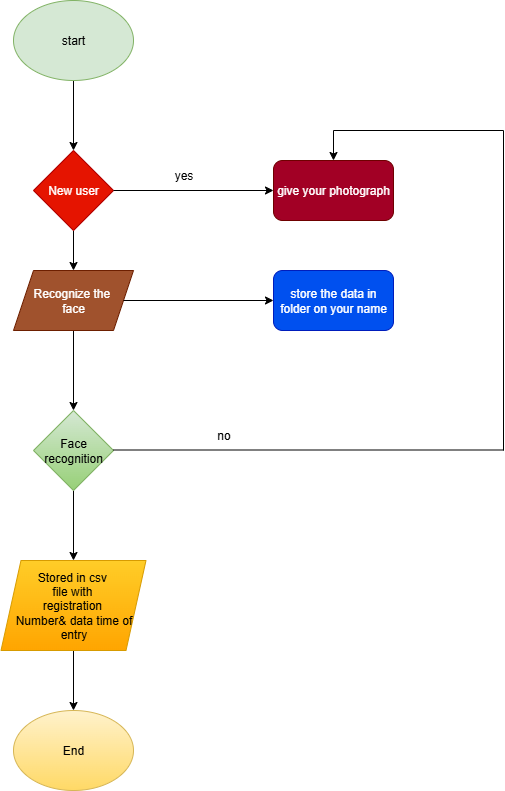 start
New user
yes
give your photograph
Recognize the
face
store the data in
folder on your name
Face
recognition
no
Stored in csv
file with
registration
Number& data time of
entry
End